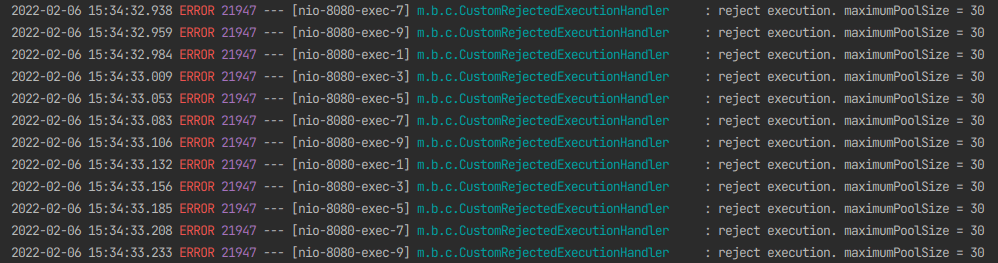 2022-02-06 15:34:32.938 ERROR 21947 --- [nio-8080-exec-7] m.b.c.CustomRejectedExecutionHandler : reject execution. maximumPoolSize = 30
2022-02-06 15:34:32.959 ERROR 21947 --- [nio-8080-exec-9] m.b.c.CustomRejectedExecutionHandler : reject execution. maximumPoolSize = 30
2022-02-06 15:34:32.984 ERROR 21947 --- [nio-8080-exec-1] m.b.c.CustomRejectedExecutionHandler : reject execution. maximumPoolSize = 30
2022-02-06 15:34:33.009 ERROR 21947 --- [nio-8080-exec-3] m.b.c.CustomRejectedExecutionHandler : reject execution. maximumPoolSize = 30
2022-02-06 15:34:33.053 ERROR 21947 --- [nio-8080-exec-5] m.b.c.CustomRejectedExecutionHandler : reject execution. maximumPoolSize = 30
2022-02-06 15:34:33.083 ERROR 21947 --- [nio-8080-exec-7] m.b.c.CustomRejectedExecutionHandler : reject execution. maximumPoolSize = 30
2022-02-06 15:34:33.106 ERROR 21947 --- [nio-8080-exec-9] m.b.c.CustomRejectedExecutionHandler : reject execution. maximumPoolSize = 30
2022-02-06 15:34:33.132 ERROR 21947 --- [nio-8080-exec-1] m.b.c.CustomRejectedExecutionHandler : reject execution. maximumPoolSize = 30
2022-02-06 15:34:33.156 ERROR 21947 --- [nio-8080-exec-3] m.b.c.CustomRejectedExecutionHandler : reject execution. maximumPoolSize = 30
2022-02-06 15:34:33.185 ERROR 21947 --- [nio-8080-exec-5] m.b.c.CustomRejectedExecutionHandler : reject execution. maximumPoolSize = 30
2022-02-06 15:34:33.208 ERROR 21947 --- [nio-8080-exec-7] m.b.c.CustomRejectedExecutionHandler : reject execution. maximumPoolSize = 30
2022-02-06 15:34:33.233 ERROR 21947 --- [nio-8080-exec-9] m.b.c.CustomRejectedExecutionHandler : reject execution. maximumPoolSize = 30